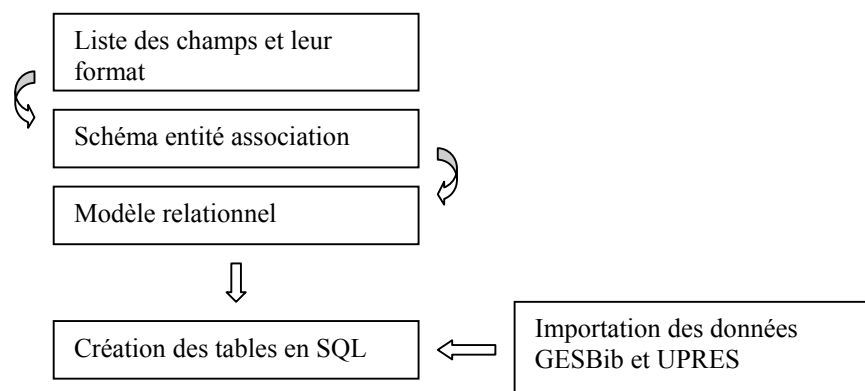 Liste des champs et leur
format
Schéma entité association
Modèle relationnel
Création des tables en SQL
Importation des données
GESBib et UPRES